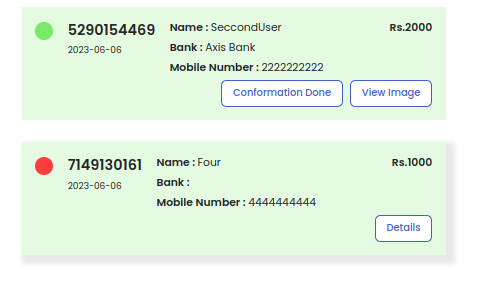 5290154469 Name : SeccondUser Rs.2000
2023-06-06 Bank : Axis Bank
Mobile Number : 2222222222
Conformation Done View Image
7149130161 Name : Four Rs.1000
2023-06-06 Bank :
Mobile Number : 4444444444
Details